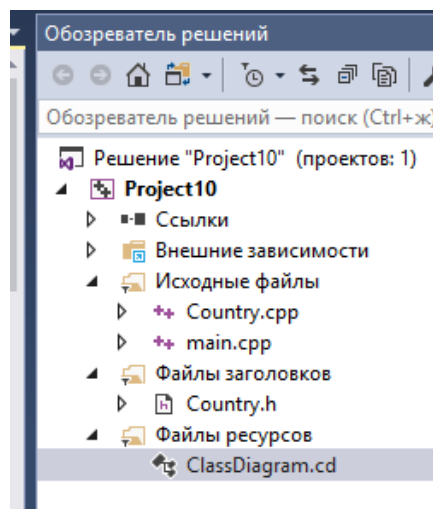 Обозреватель решений
Обозреватель решений — поиск (Ctrl+ж)
Решение "Project10" (проектов: 1)
Project10
Ссылки
Внешние зависимости
Исходные файлы
++ Country.cpp
++ main.cpp
Файлы заголовков
h Country.h
Файлы ресурсов
ClassDiagram.cd